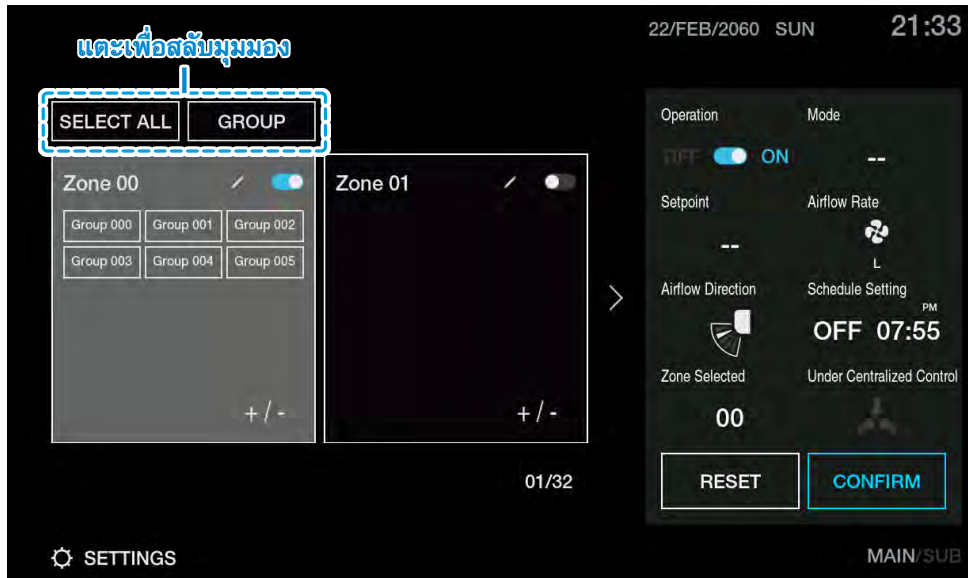 22/FEB/2060 SUN 21:33
แตะเพื่อสลับมุมมอง
SELECT ALL GROUP
Zone 00
Group 000 Group 001 Group 002
Group 003 Group 004 Group 005
+ / -
Zone 01
+ / -
01/32
Operation Mode
OFF ON --
Setpoint Airflow Rate
--
L
Airflow Direction Schedule Setting
PM
OFF 07:55
Zone Selected Under Centralized Control
00
RESET CONFIRM
SETTINGS
MAIN/SUB